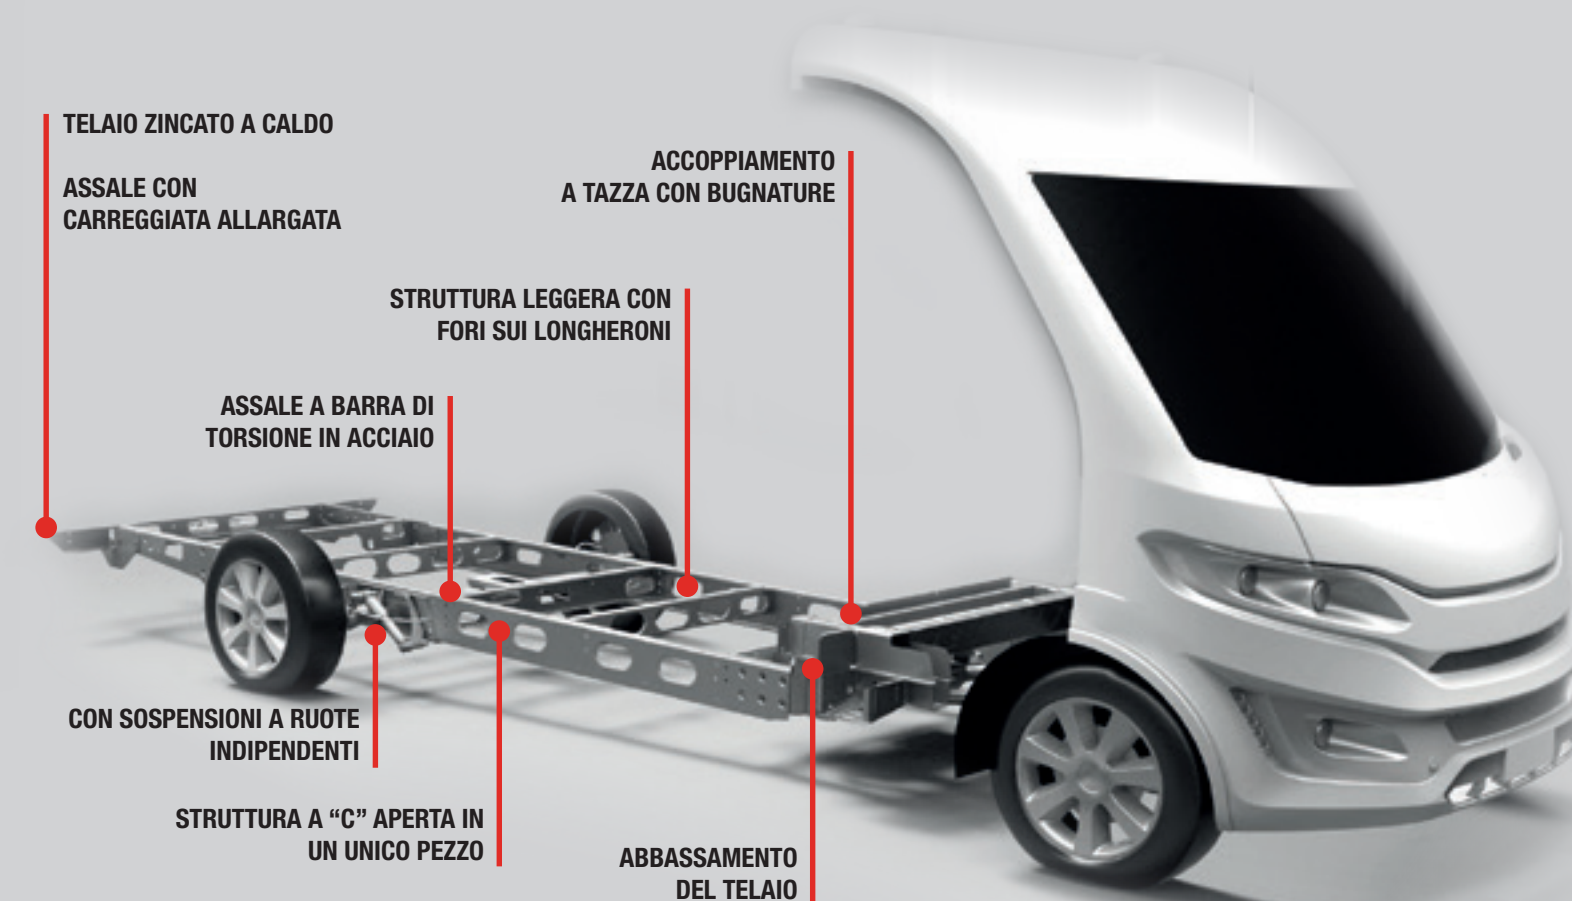 TELAIO ZINCATO A CALDO
ASSALE CON
CARREGGIATA ALLARGATA
ACCOPPIAMENTO
A TAZZA CON BUGNATURE
STRUTTURA LEGGERA CON
FORI SUI LONGHERONI
ASSALE A BARRA DI
TORSIONE IN ACCIAIO
CON SOSPENSIONI A RUOTE
INDIPENDENTI
STRUTTURA A “C” APERTA IN
UN UNICO PEZZO
ABBASSAMENTO
DEL TELAIO